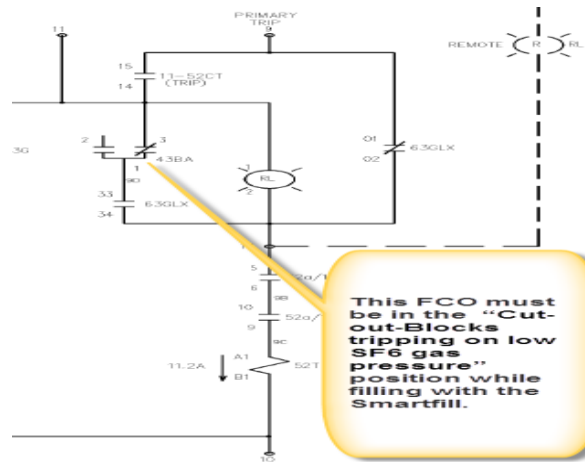 PRIMARY
TRIP
11
9
REMOTE
R
RL
15
11-52CT
14
(TRIP)
2
3
01
63GLX
02
3G
43BA
1
1
RL
2
9D
33
63GLX
34
5
52a/1
6
9B
10
52a/
9
9C
11.2A
A1
52T
B1
10
This FCO must
be in the “Cut-
out-Blocks
tripping on low
SF6 gas
pressure”
position while
filling with the
Smartfill.